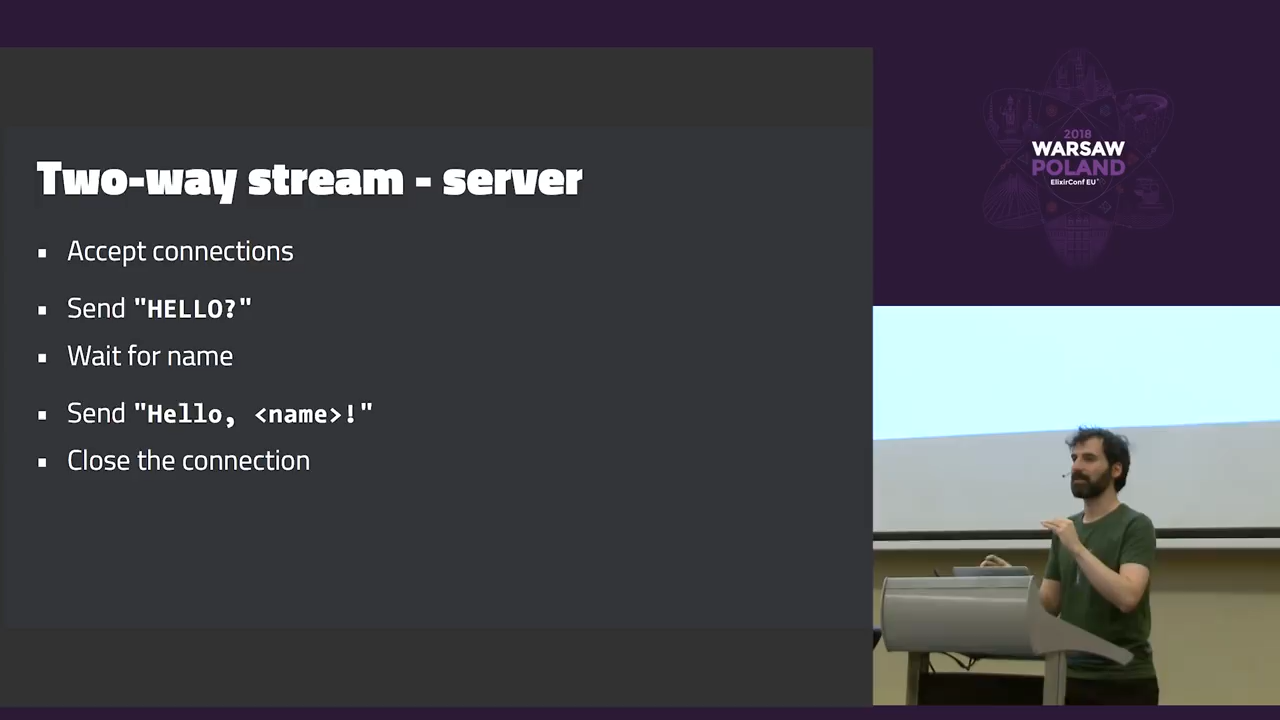 Two-way stream - server
▪ Accept connections
▪ Send "HELLO?"
▪ Wait for name
▪ Send "Hello, <name>!"
▪ Close the connection
2018
WARSAW
POLAND
ElixirConf EU